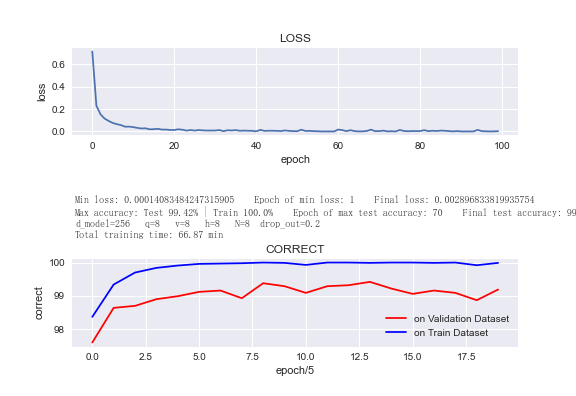 LOSS
0.6
0.4
0.2
0.0
loss
0 20 40 60 80 100
epoch
Min loss: 0.00014083484247315905 Epoch of min loss: 1 Final loss: 0.002896833819935754
Max accuracy: Test 99.42% | Train 100.0% Epoch of max test accuracy: 70 Final test accuracy: 99
d_model=256 q=8 v=8 h=8 N=8 drop_out=0.2
Total training time: 66.87 min
CORRECT
100
99
98
correct
on Validation Dataset
on Train Dataset
0.0 2.5 5.0 7.5 10.0 12.5 15.0 17.5
epoch/5